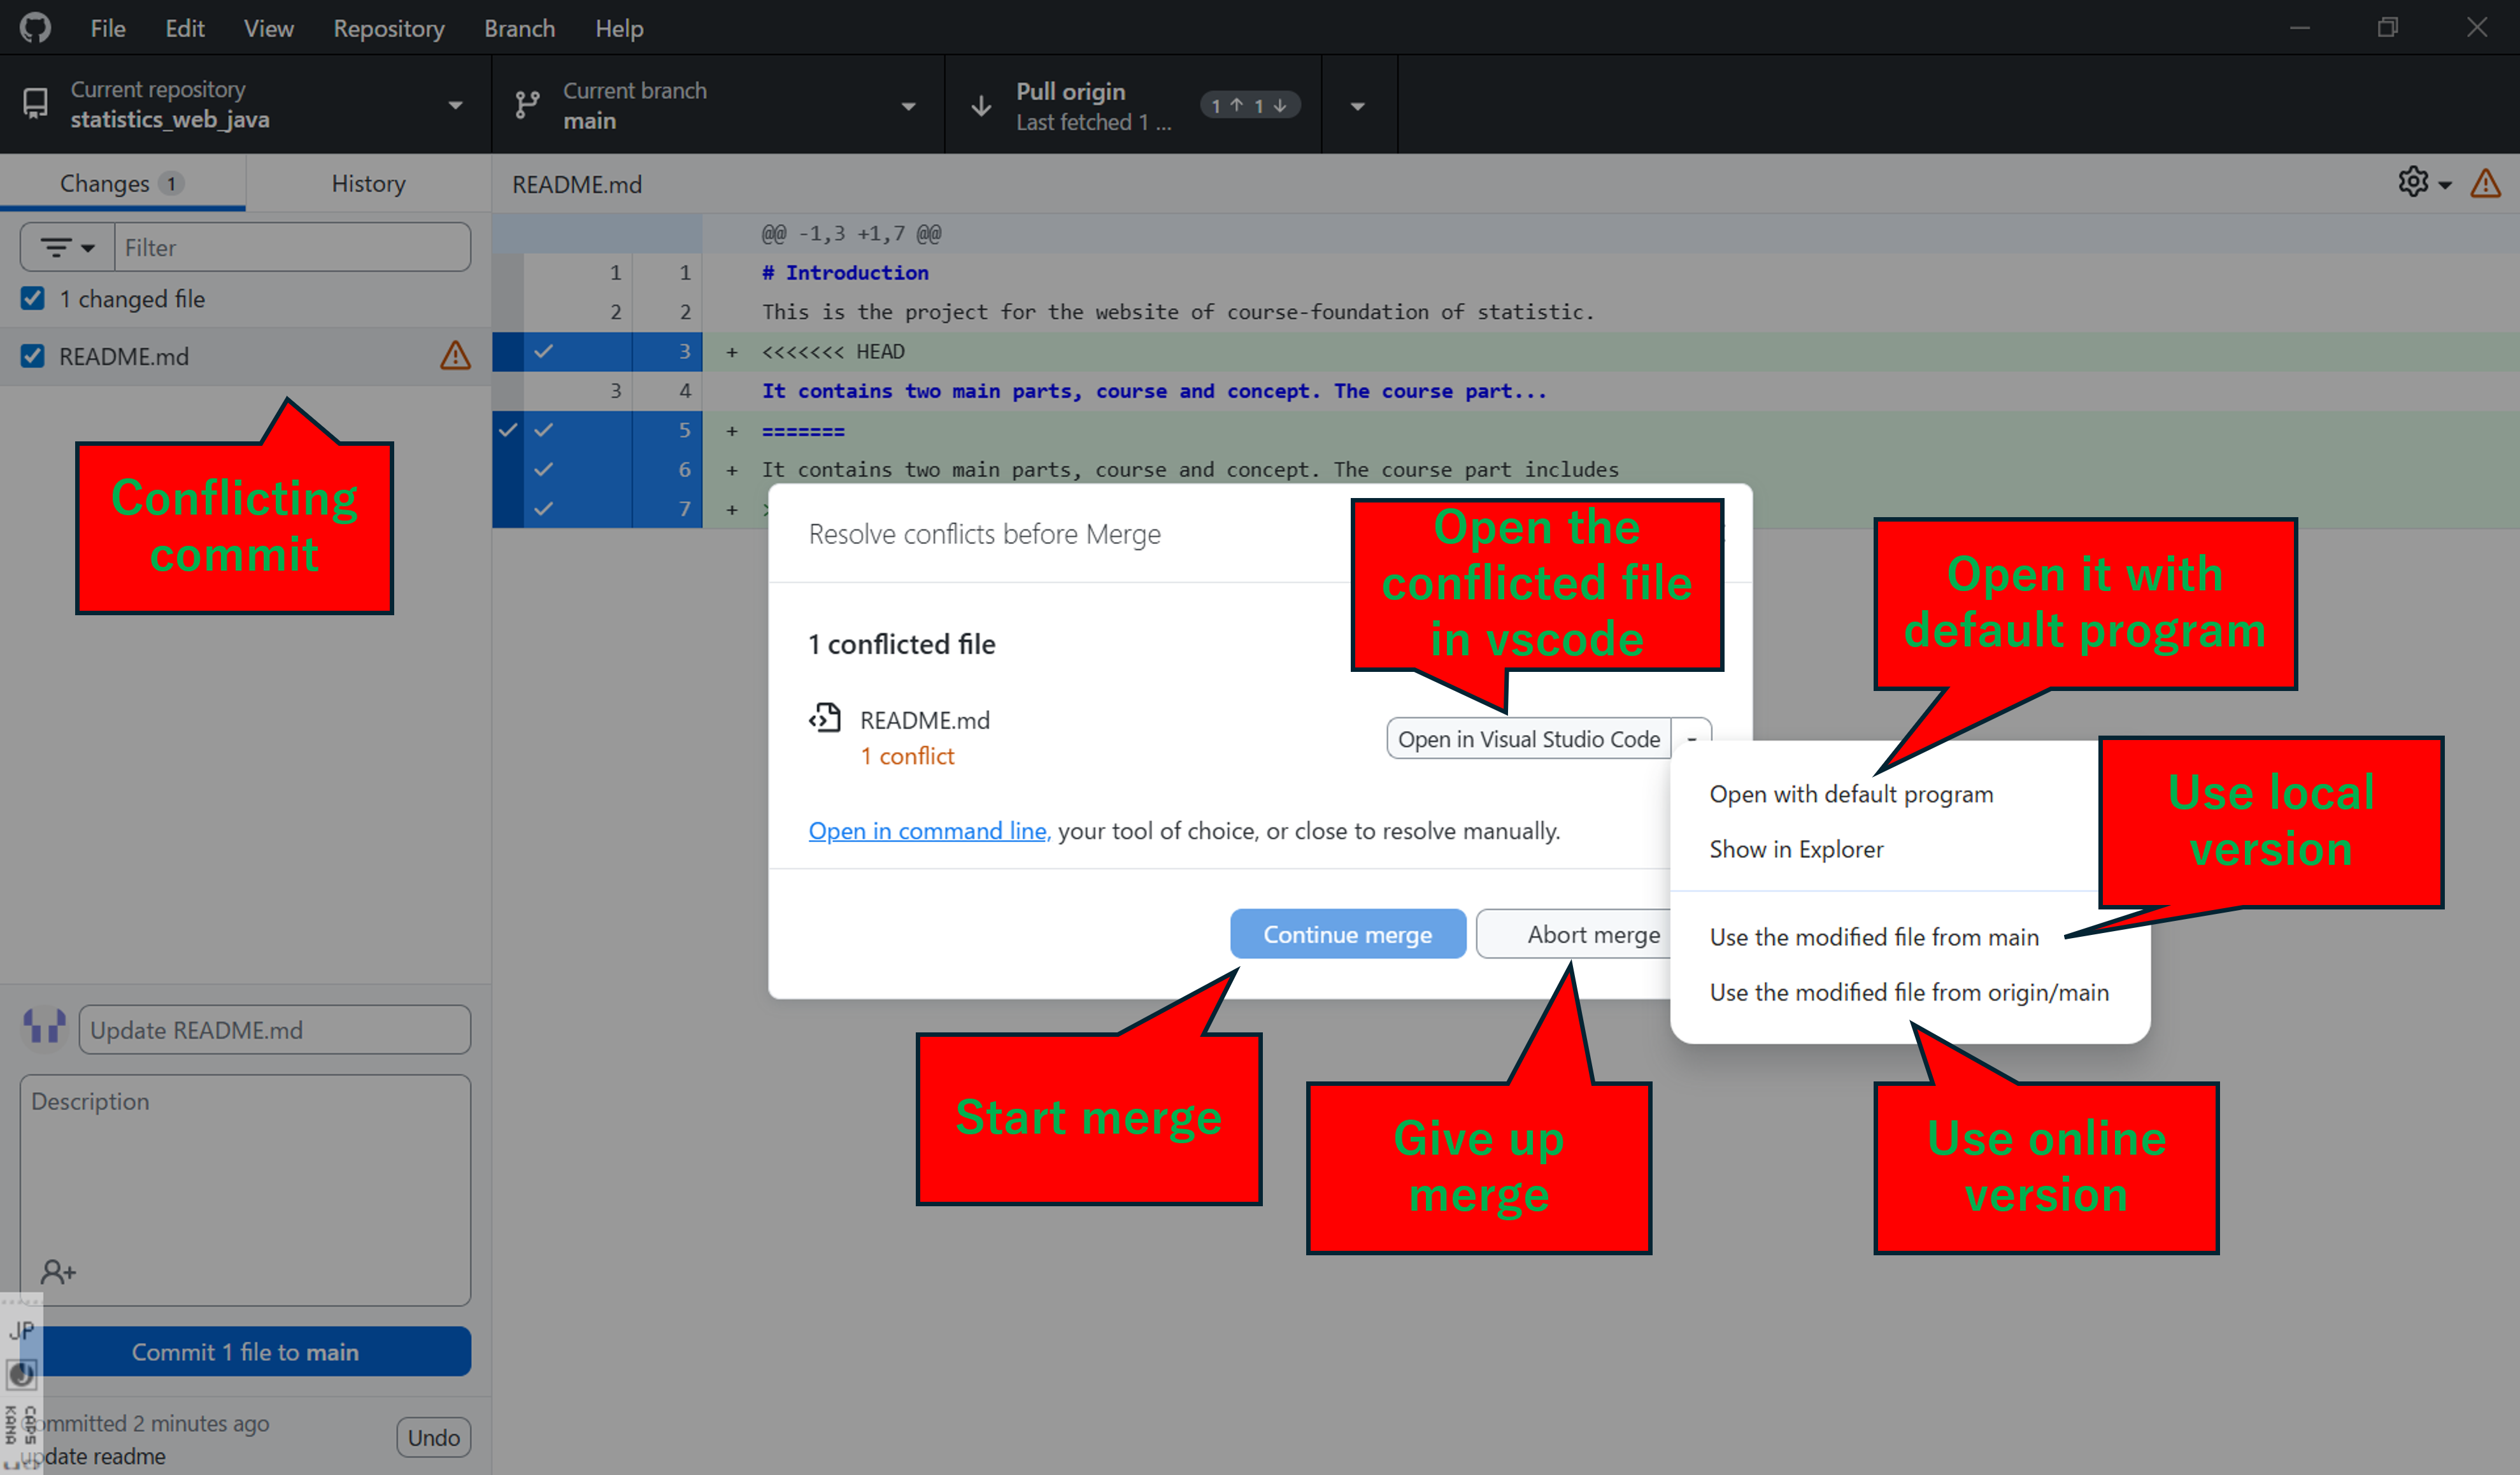 File Edit View Repository Branch Help
Current repository
statistics_web_java
Current branch
main
Pull origin
Last fetched 1 ...
1 ↑ 1 ↓
Changes 1
History
README.md
Filter
1 changed file
README.md
@@ -1,3 +1,7 @@
1 1 # Introduction
2 2 This is the project for the website of course-foundation of statistic.
3 + <<<<<<< HEAD
3 4 It contains two main parts, course and concept. The course part...
5 + =======
6 + It contains two main parts, course and concept. The course part includes
7 +
Conflicting
commit
Resolve conflicts before Merge
Open the
conflicted file
in vscode
Open it with
default program
1 conflicted file
README.md
1 conflict
Open in Visual Studio Code
Open in command line, your tool of choice, or close to resolve manually.
Open with default program
Show in Explorer
Use the modified file from main
Use the modified file from origin/main
Use local
version
Continue merge
Abort merge
Start merge
Give up
merge
Use online
version
Update README.md
Description
Commit 1 file to main
JP
CAPS
KANA
ommitted 2 minutes ago
update readme
Undo